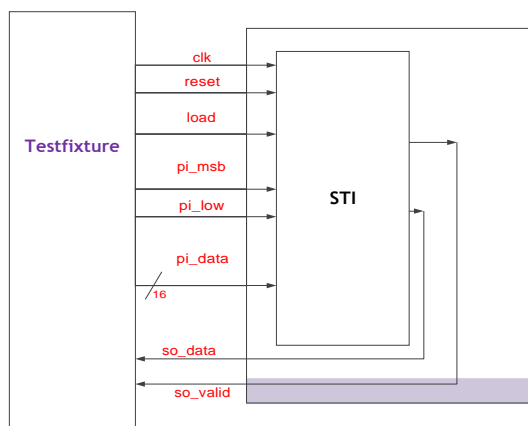 clk
reset
load
Testfixture
pi_msb
STI
pi_low
pi_data
16
so_data
so_valid